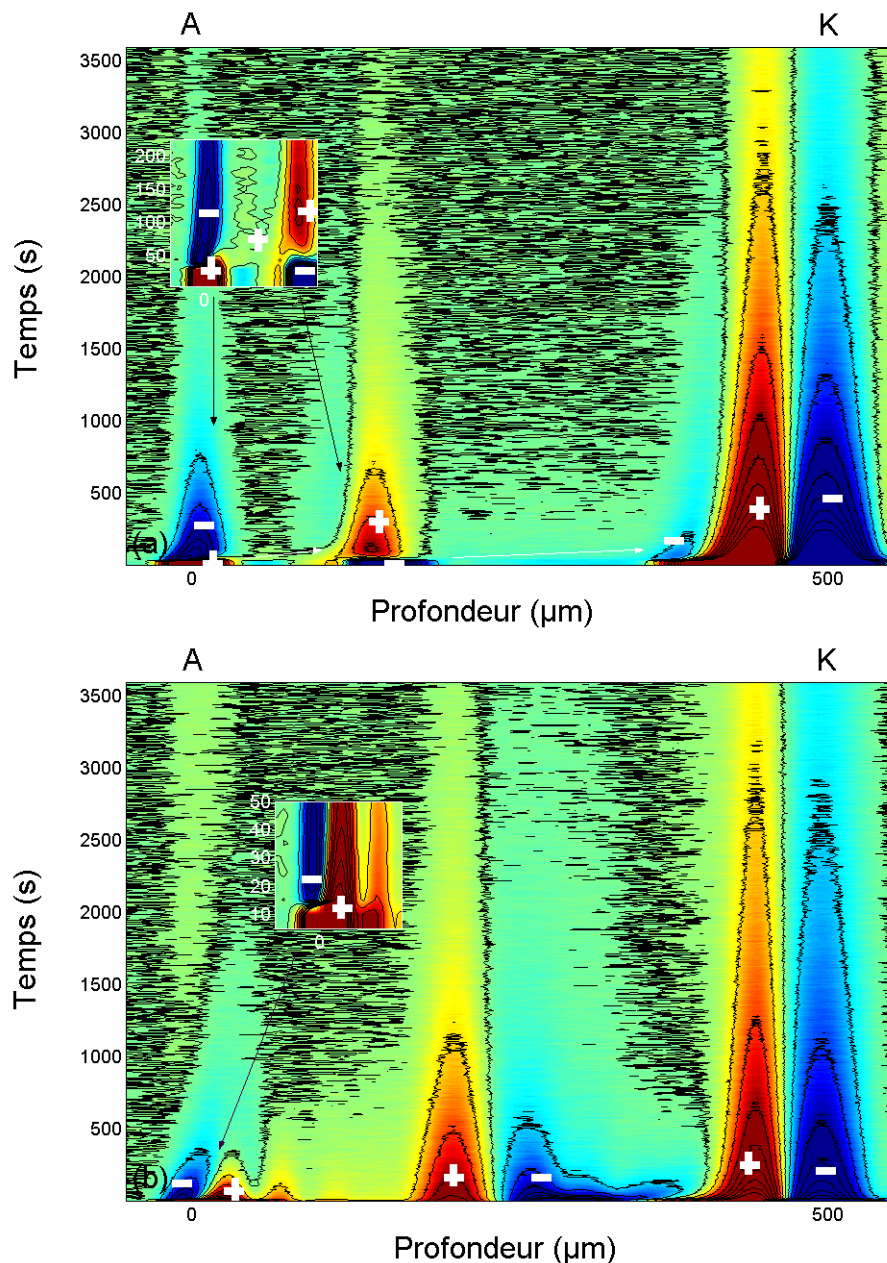 A K
3500
3000
2500
2000
1500
1000
500
Temps (s)
200
150
100
50
0
− + + + −
− + + − + −
(a)
0 500
Profondeur (µm)
A K
3500
3000
2500
2000
1500
1000
500
Temps (s)
50
40
30
20
10
0
− +
− + + − + −
(b)
0 500
Profondeur (µm)